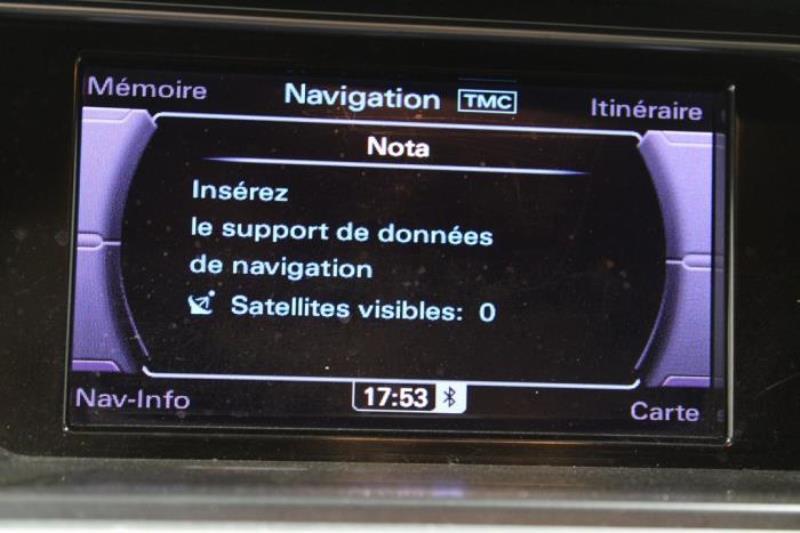 Mémoire
Navigation TMC
Itinéraire
Nota
Insérez
le support de données
de navigation
Satellites visibles: 0
Nav-Info
17:53
Carte